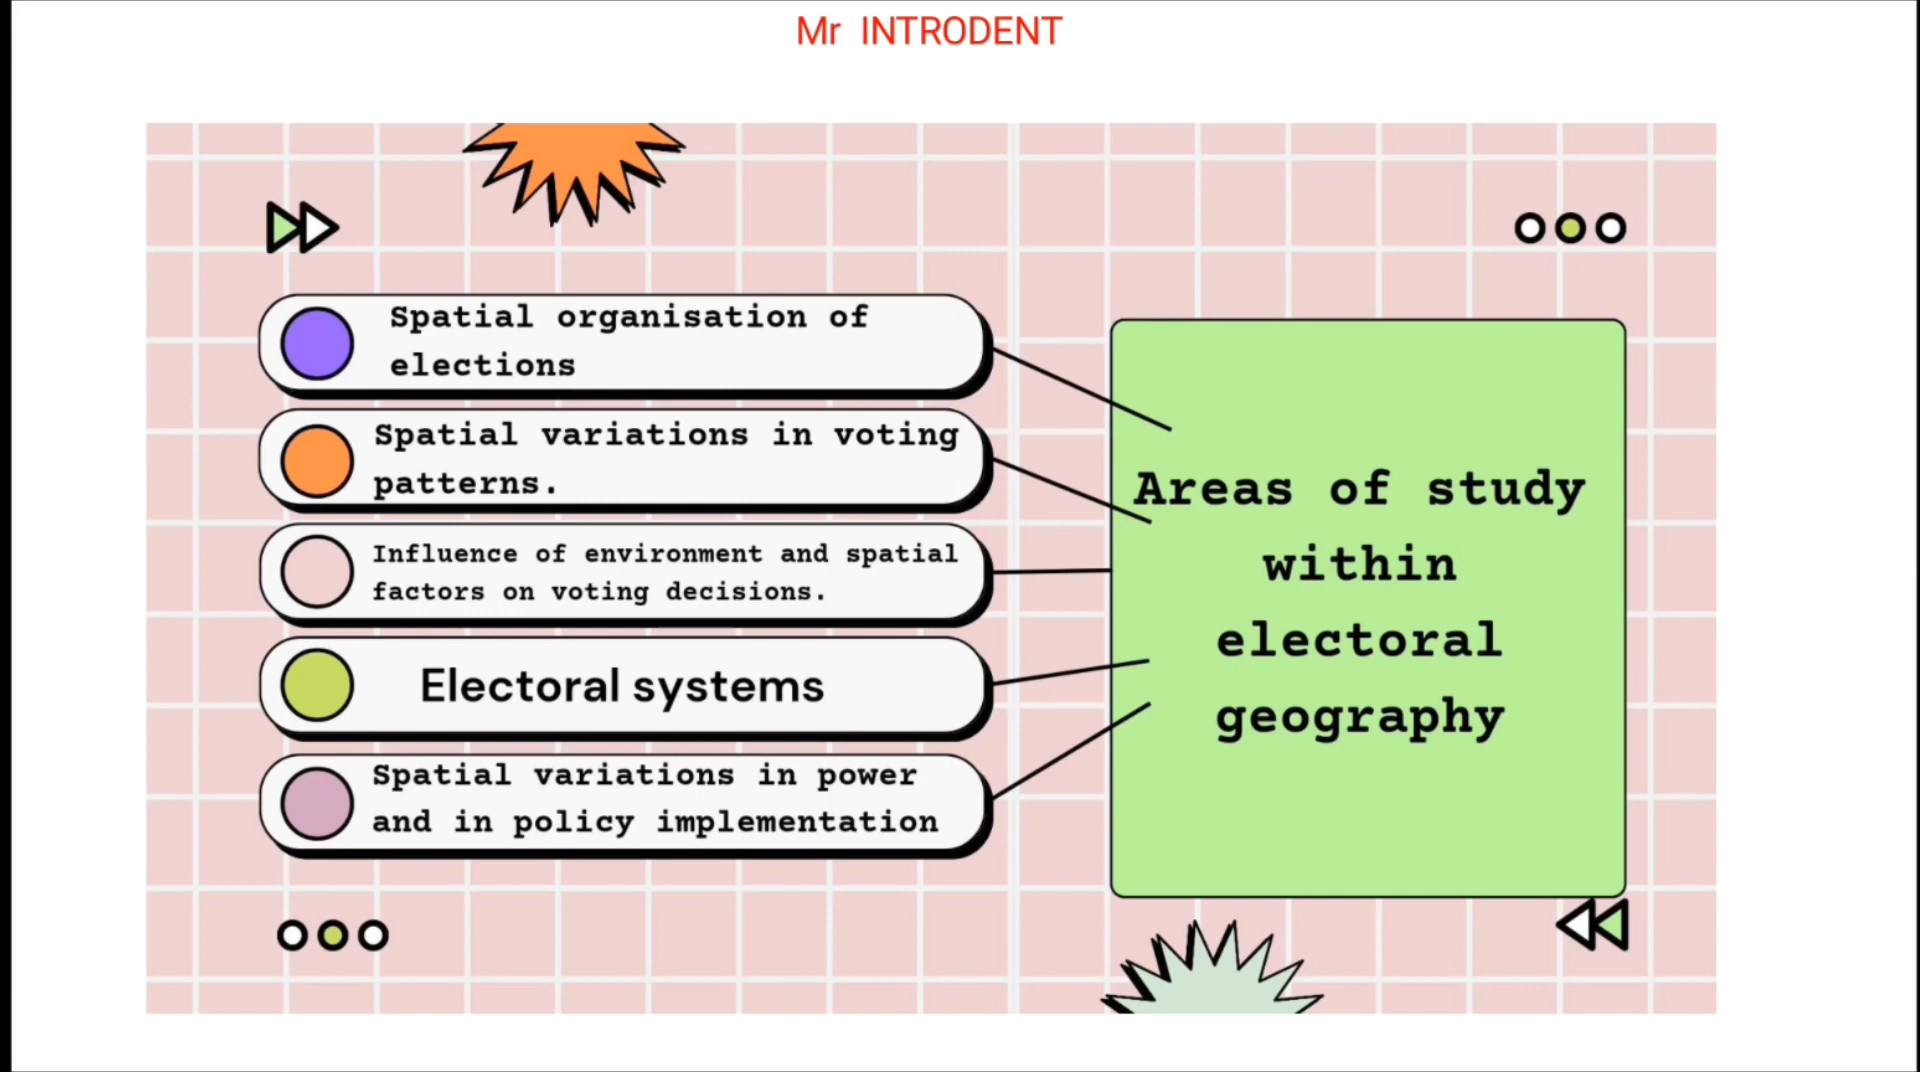 Mr INTRODENT
Spatial organisation of
elections
Spatial variations in voting
patterns.
Influence of environment and spatial
factors on voting decisions.
Electoral systems
Spatial variations in power
and in policy implementation
Areas of study
within
electoral
geography